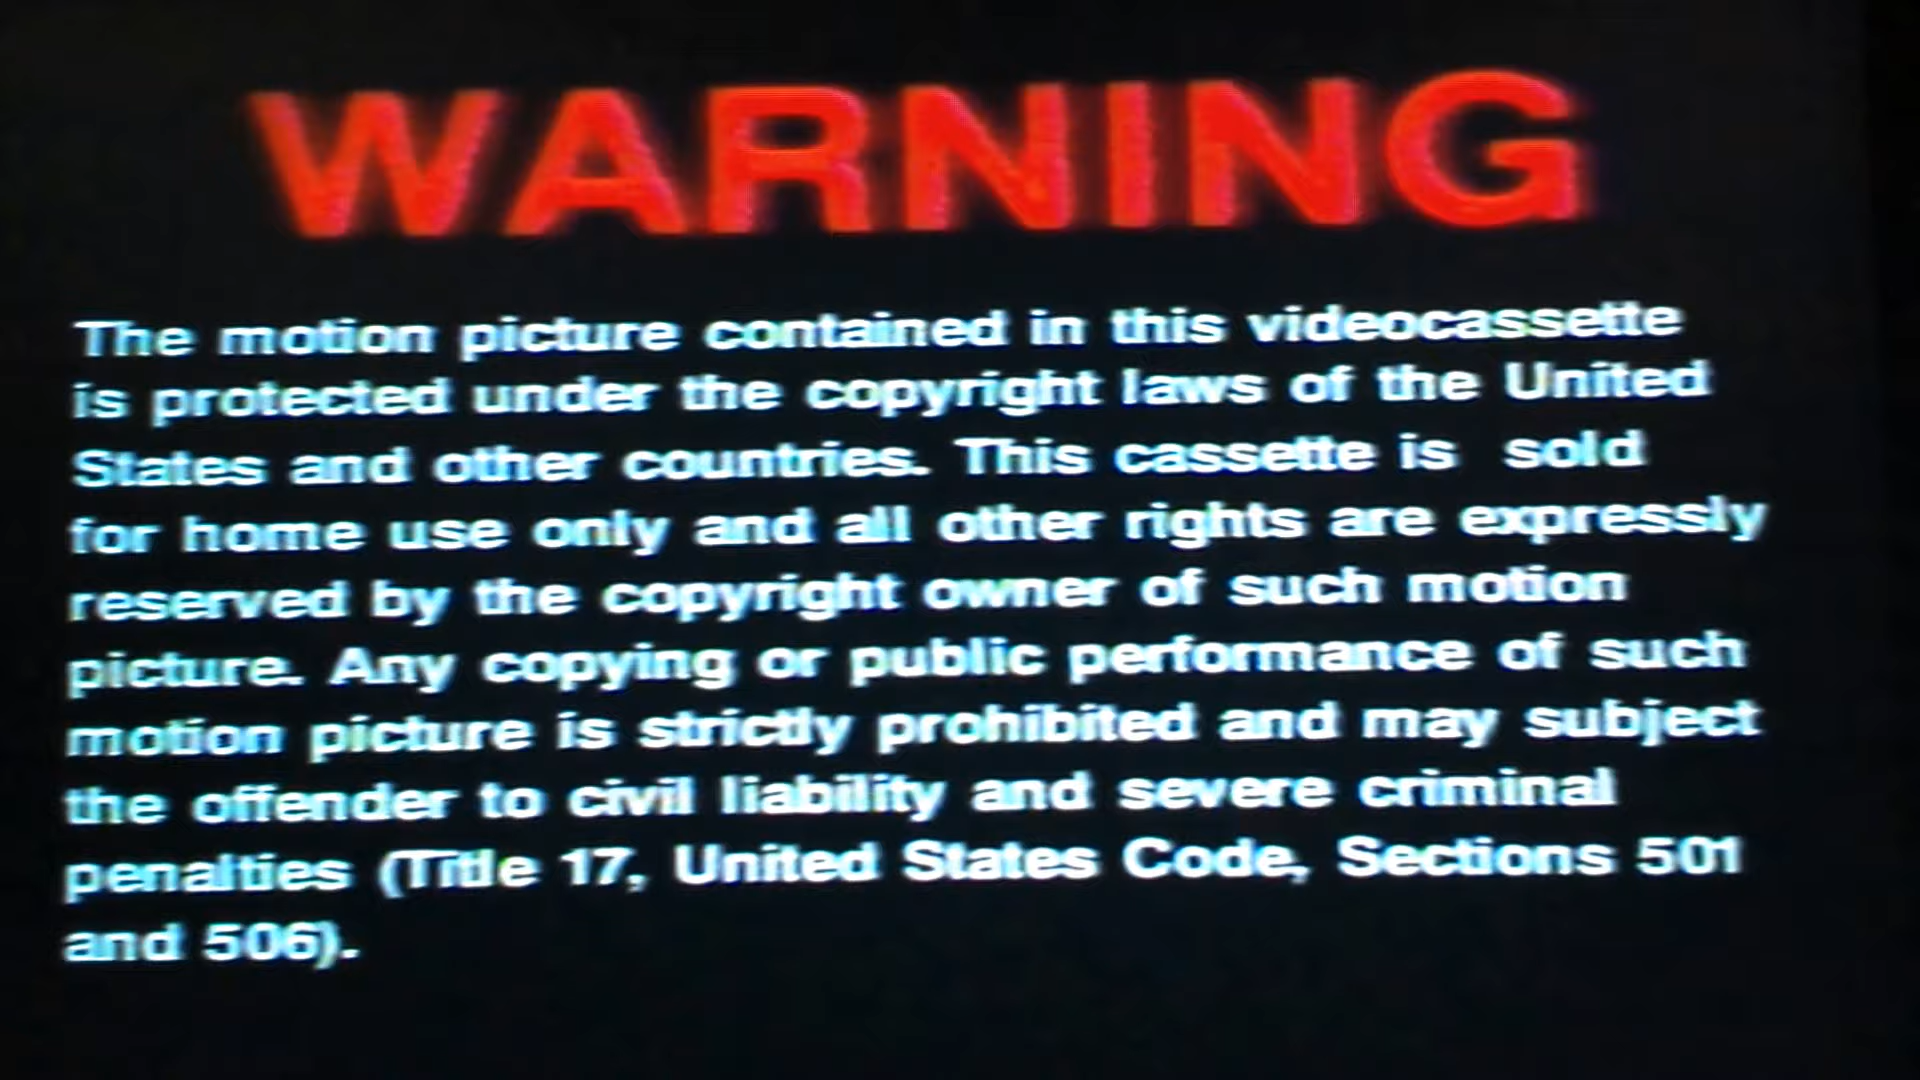 WARNING
The motion picture contained in this videocassette
is protected under the copyright laws of the United
States and other countries. This cassette is sold
for home use only and all other rights are expressly
reserved by the copyright owner of such motion
picture. Any copying or public performance of such
motion picture is strictly prohibited and may subject
the offender to civil liability and severe criminal
penalties (Title 17, United States Code, Sections 501
and 506).